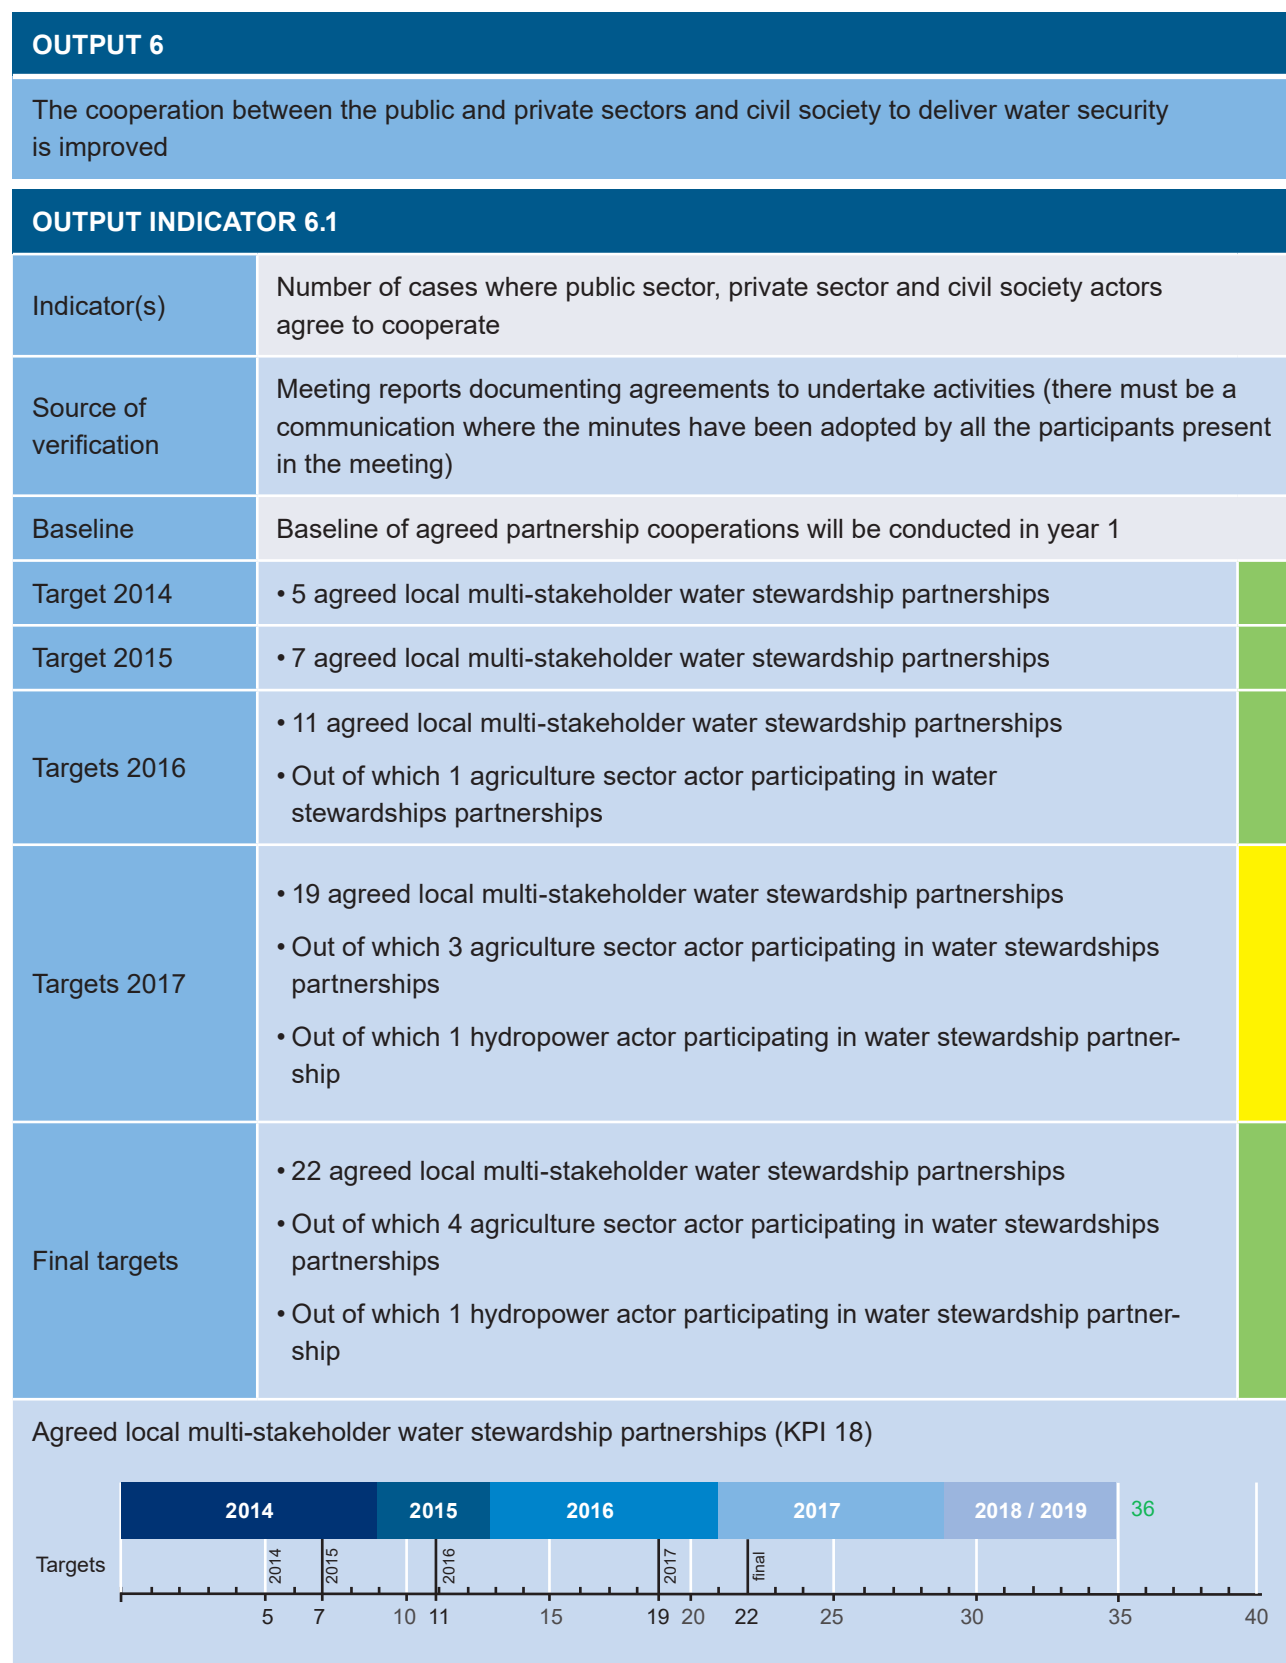 OUTPUT 6
The cooperation between the public and private sectors and civil society to deliver water security
is improved
OUTPUT INDICATOR 6.1
Indicator(s)
Number of cases where public sector, private sector and civil society actors
agree to cooperate
Source of
verification
Meeting reports documenting agreements to undertake activities (there must be a
communication where the minutes have been adopted by all the participants present
in the meeting)
Baseline
Baseline of agreed partnership cooperations will be conducted in year 1
Target 2014
• 5 agreed local multi-stakeholder water stewardship partnerships
Target 2015
• 7 agreed local multi-stakeholder water stewardship partnerships
Targets 2016
• 11 agreed local multi-stakeholder water stewardship partnerships
• Out of which 1 agriculture sector actor participating in water
stewardships partnerships
Targets 2017
• 19 agreed local multi-stakeholder water stewardship partnerships
• Out of which 3 agriculture sector actor participating in water stewardships
partnerships
• Out of which 1 hydropower actor participating in water stewardship partner-
ship
Final targets
• 22 agreed local multi-stakeholder water stewardship partnerships
• Out of which 4 agriculture sector actor participating in water stewardships
partnerships
• Out of which 1 hydropower actor participating in water stewardship partner-
ship
Agreed local multi-stakeholder water stewardship partnerships (KPI 18)
2014 2015 2016 2017 2018 / 2019 36
Targets 2014 2015 2016 2017 final
5 7 10 11 15 19 20 22 25 30 35 40